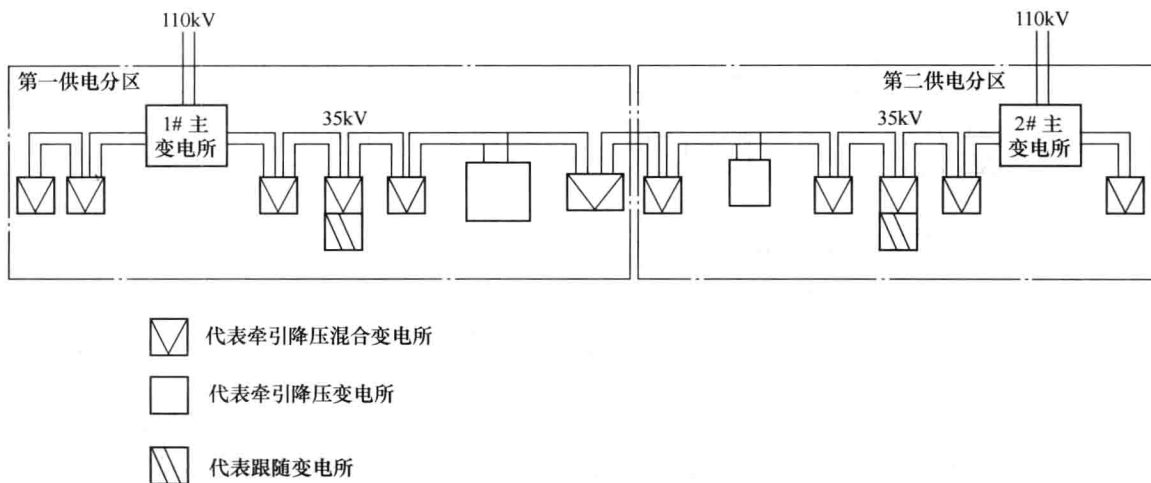 110kV
110kV
第一供电分区
第二供电分区
1# 主
变电所
35kV
35kV
2# 主
变电所
代表牵引降压混合变电所
代表牵引降压变电所
代表跟随变电所